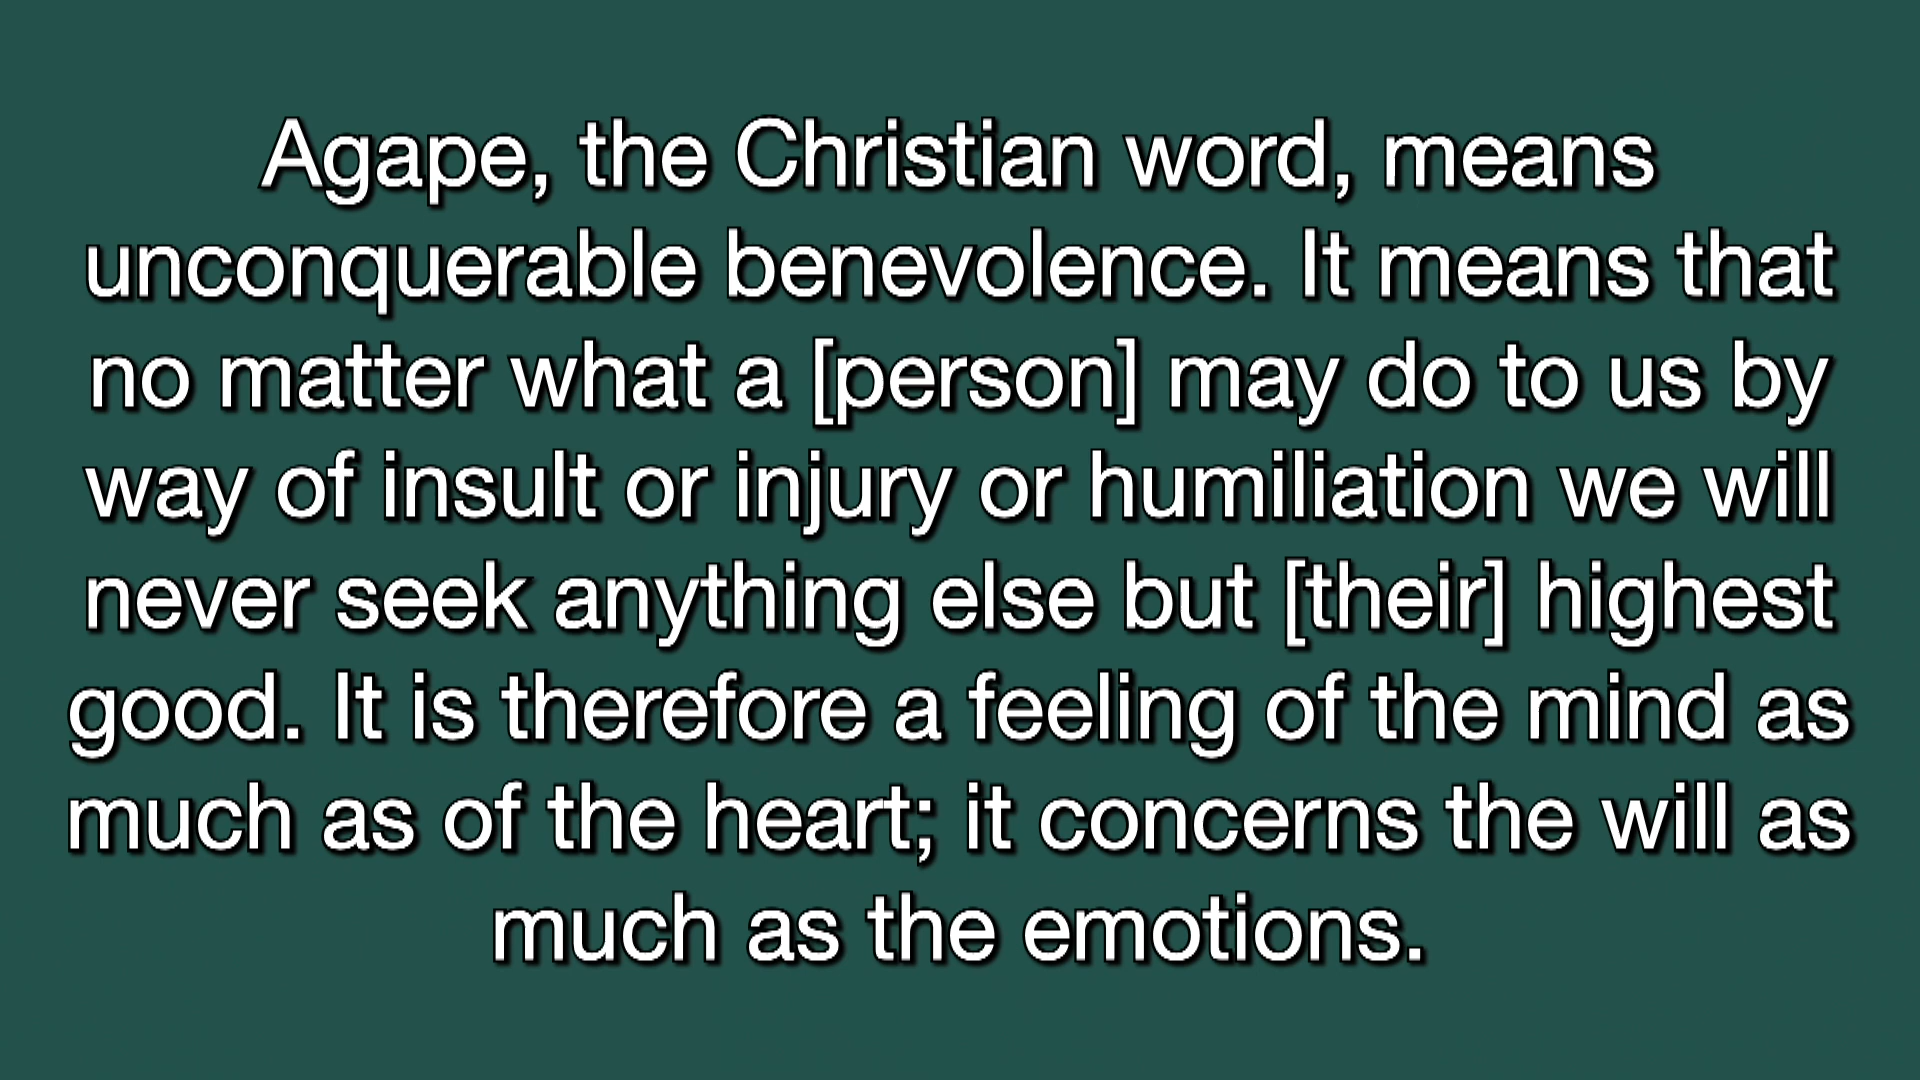 Agape, the Christian word, means
unconquerable benevolence. It means that
no matter what a [person] may do to us by
way of insult or injury or humiliation we will
never seek anything else but [their] highest
good. It is therefore a feeling of the mind as
much as of the heart; it concerns the will as
much as the emotions.